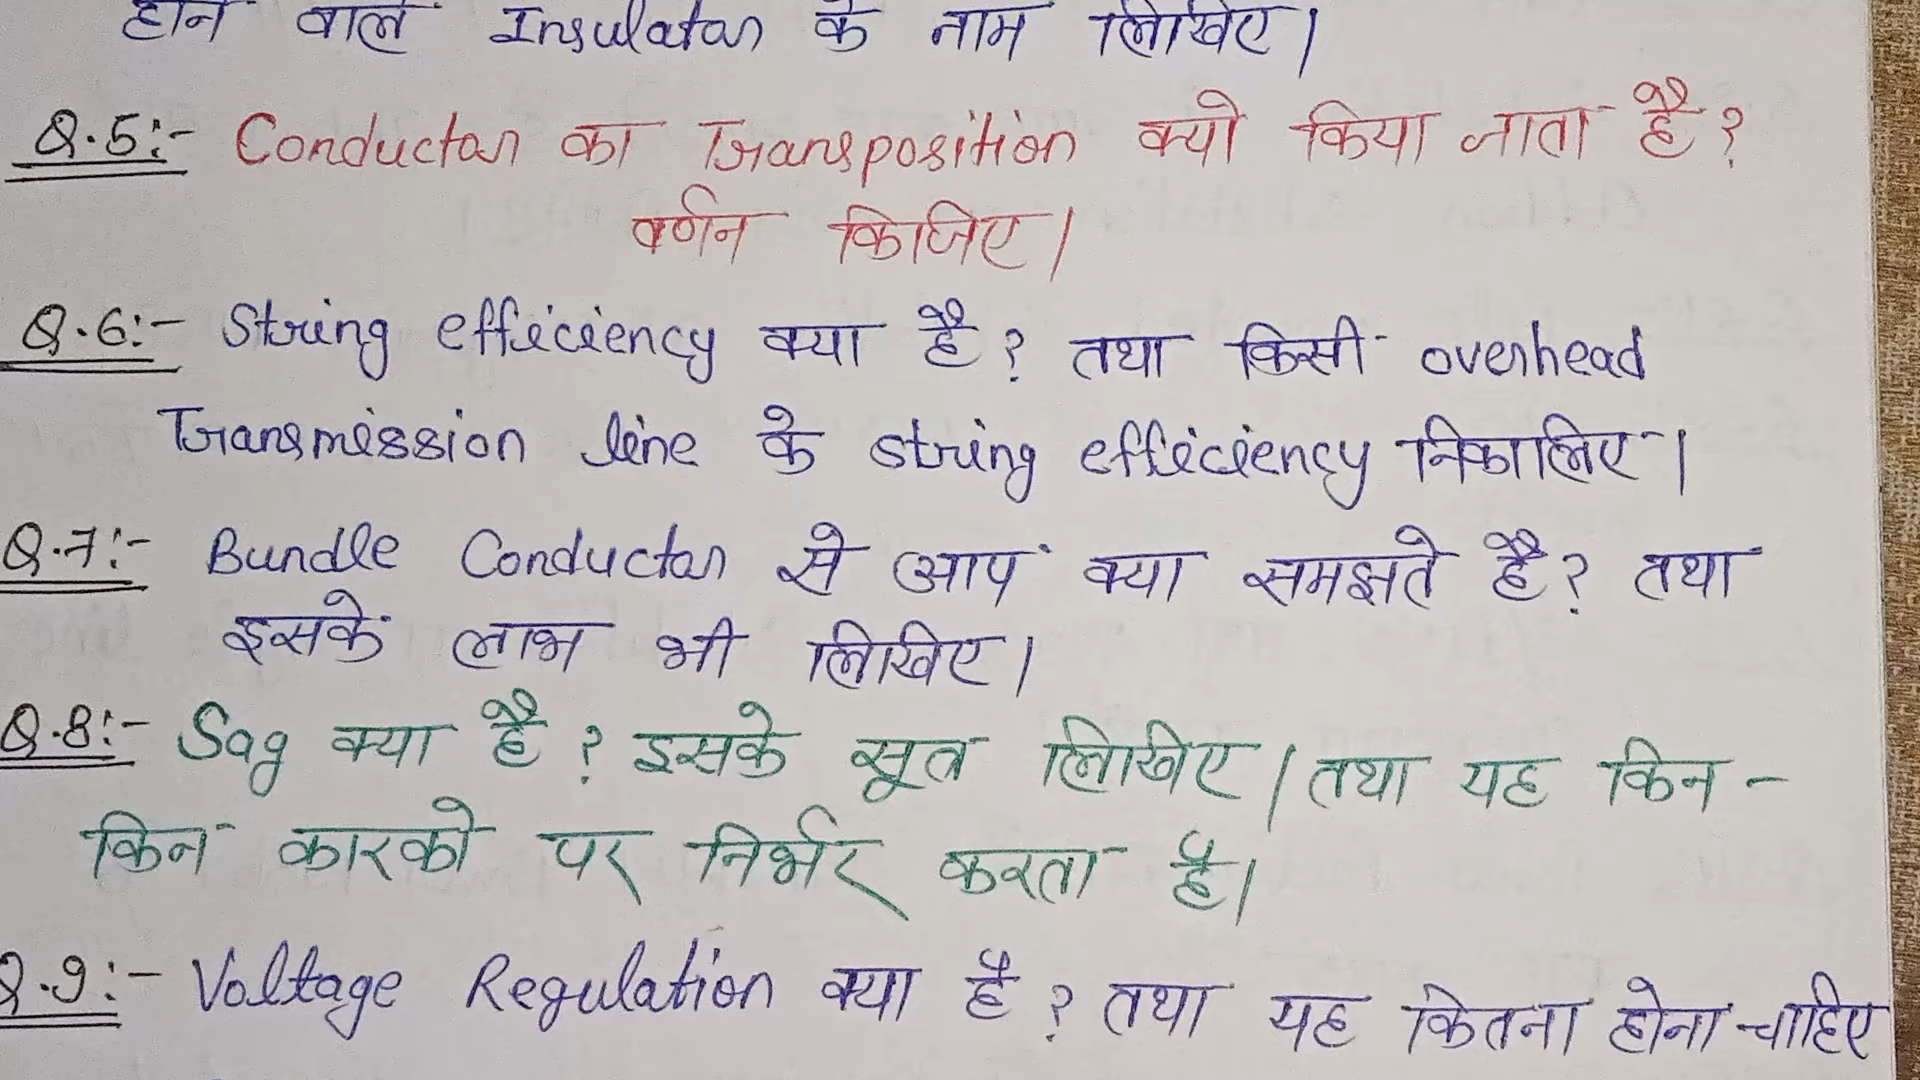 होने वाले Insulator के नाम लिखिए।
Q.5:- Conductor का Transposition क्यो किया जाता है?
वर्णन किजिए।
Q.6:- String efficiency क्या है? तथा किसी overhead
Transmission line के string efficiency निकालिए।
Q.7:- Bundle Conductor से आप क्या समझते है? तथा
इसके लाभ भी लिखिए।
Q.8:- Sag क्या है? इसके सूत्र लिखिए। तथा यह किन-
किन कारको पर निर्भर करता है।
Q.9:- Voltage Regulation क्या है? तथा यह कितना होना चाहिए